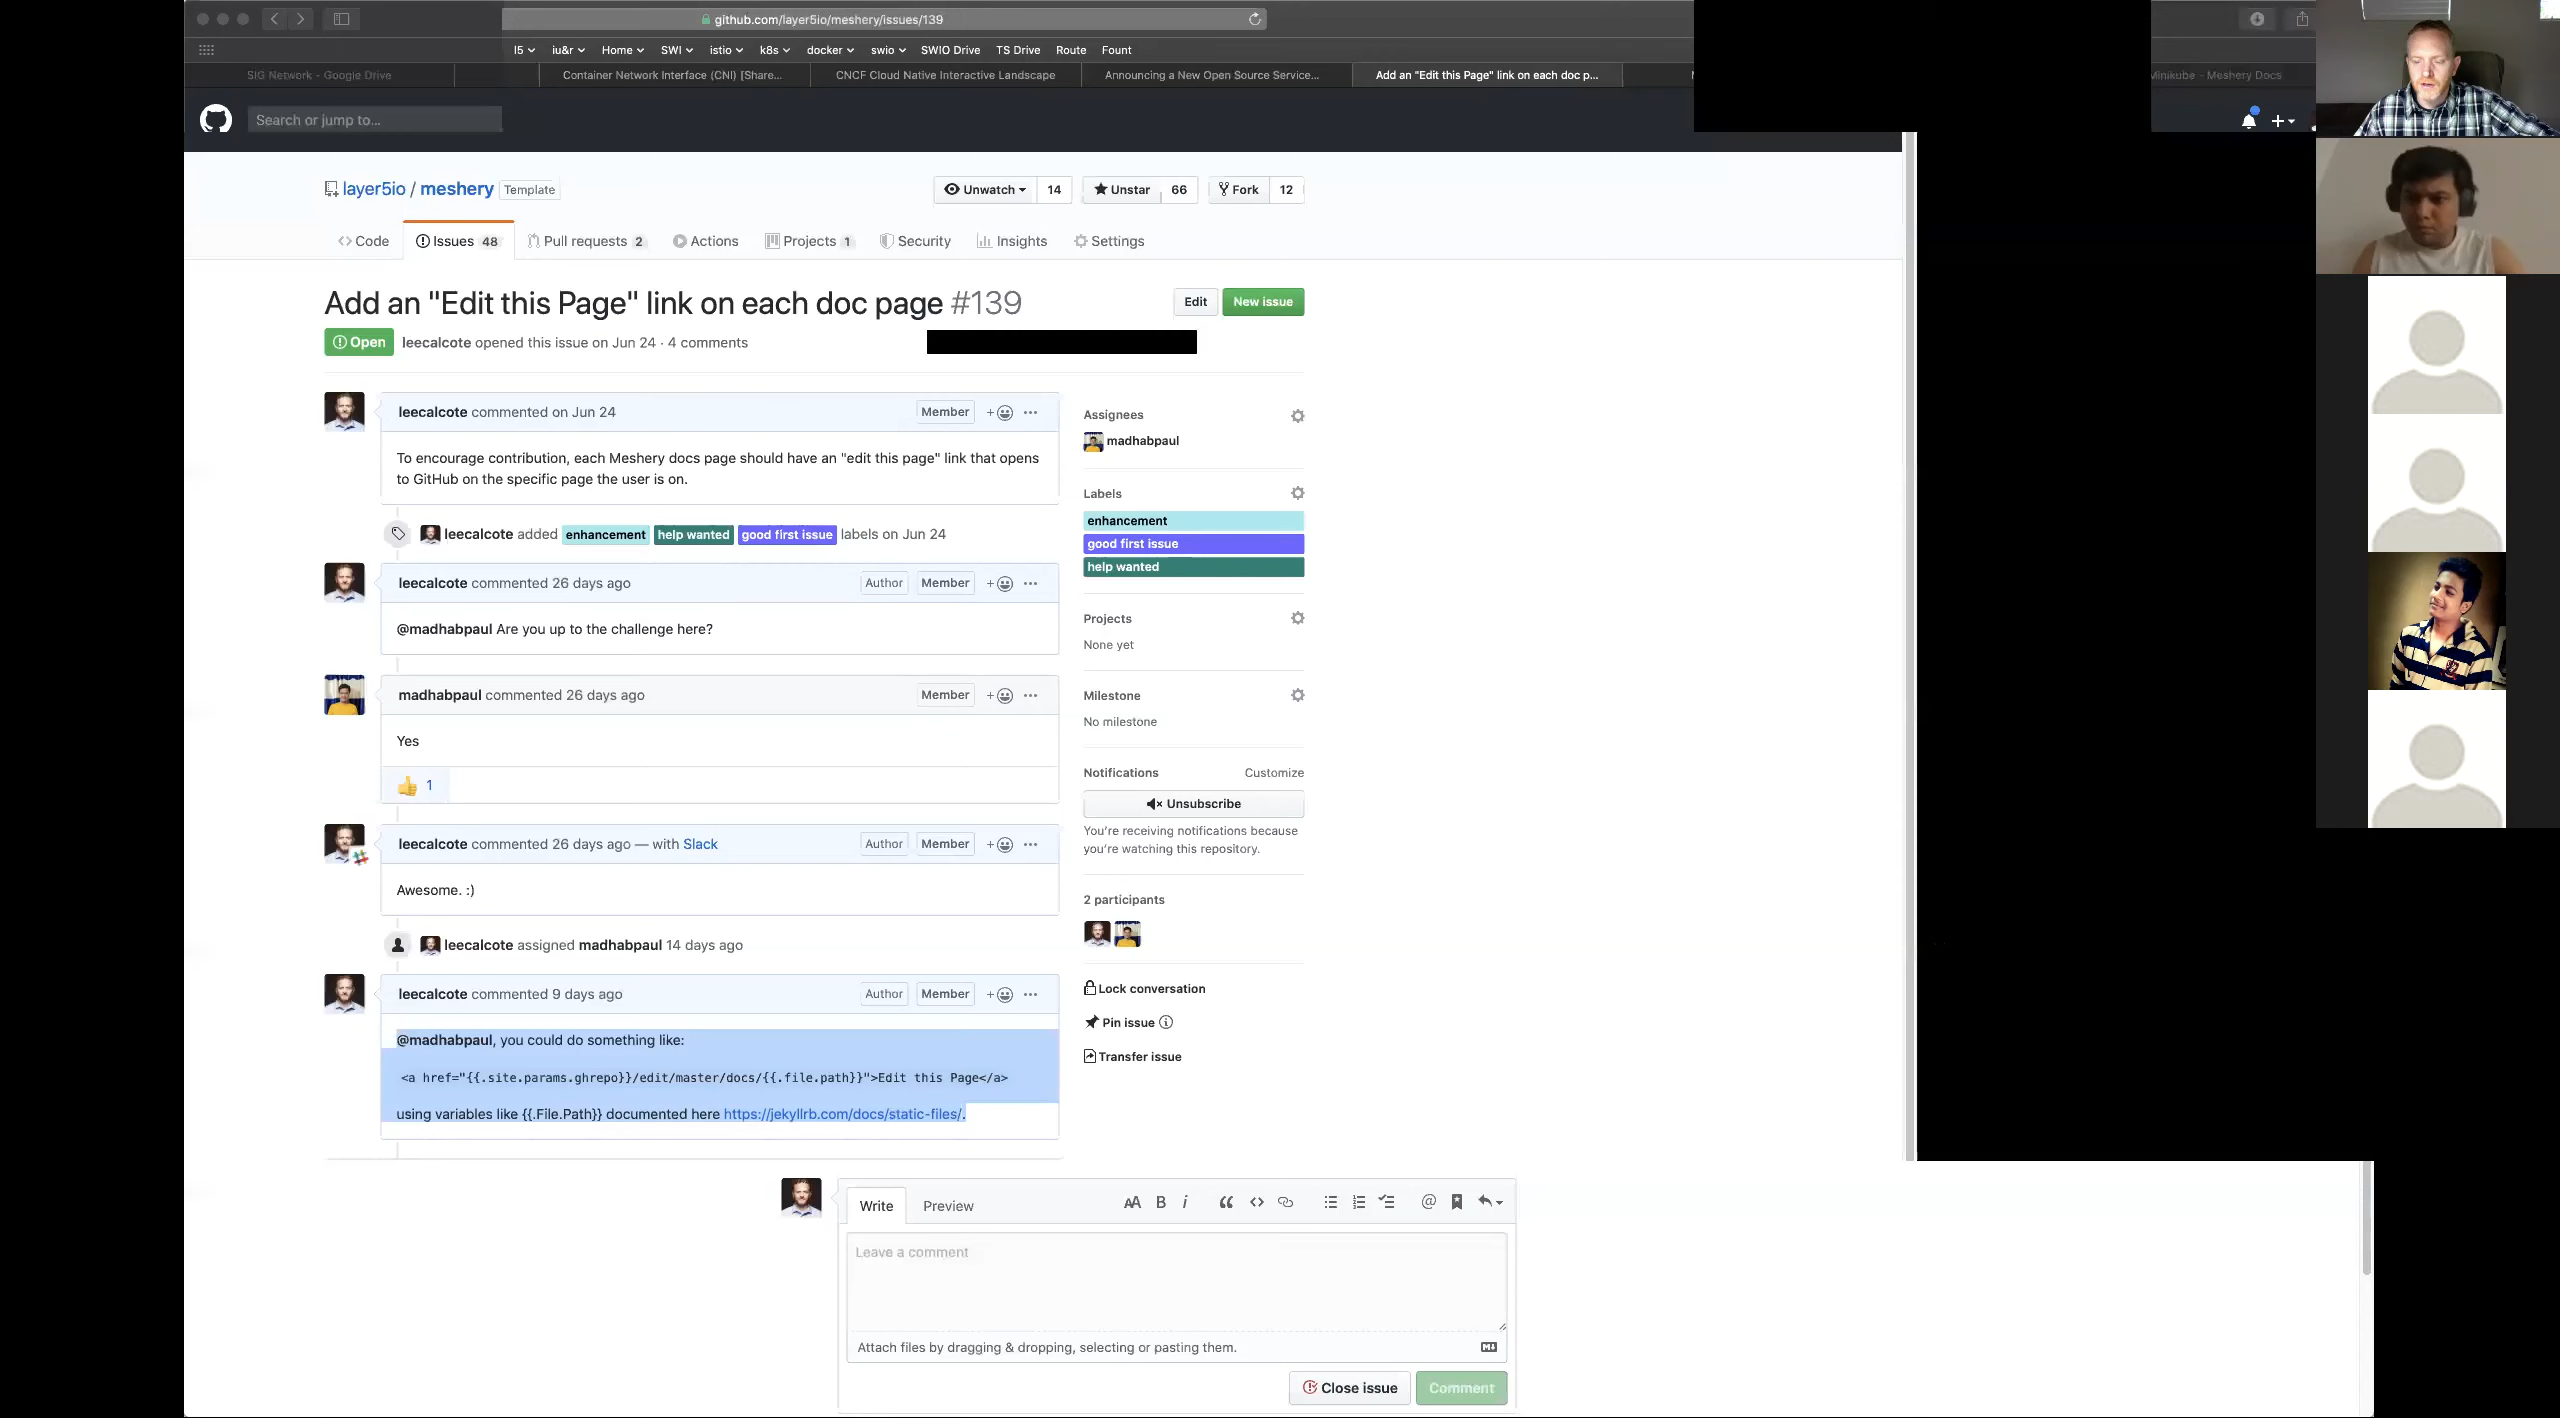 github.com/layer5io/meshery/issues/139
l5 iu&r Home SWI istio k8s docker swio SWIO Drive TS Drive Route Fount
SIG Network - Google Drive
Container Network Interface (CNI) [Share...
CNCF Cloud Native Interactive Landscape
Announcing a New Open Source Service...
Add an "Edit this Page" link on each doc p...
Minikube - Meshery Docs
Search or jump to...
layer5io / meshery Template
Unwatch 14 Unstar 66 Fork 12
Code Issues 48 Pull requests 2 Actions Projects 1 Security Insights Settings
Add an "Edit this Page" link on each doc page #139
Edit New issue
Open leecalcote opened this issue on Jun 24 · 4 comments
leecalcote commented on Jun 24 Member
To encourage contribution, each Meshery docs page should have an "edit this page" link that opens
to GitHub on the specific page the user is on.
leecalcote added enhancement help wanted good first issue labels on Jun 24
leecalcote commented 26 days ago Author Member
@madhabpaul Are you up to the challenge here?
madhabpaul commented 26 days ago Member
Yes
1
leecalcote commented 26 days ago — with Slack Author Member
Awesome. :)
leecalcote assigned madhabpaul 14 days ago
leecalcote commented 9 days ago Author Member
@madhabpaul, you could do something like:
<a href="{{.site.params.ghrepo}}/edit/master/docs/{{.file.path}}">Edit this Page</a>
using variables like {{.File.Path}} documented here https://jekyllrb.com/docs/static-files/.
Assignees
madhabpaul
Labels
enhancement
good first issue
help wanted
Projects
None yet
Milestone
No milestone
Notifications Customize
Unsubscribe
You're receiving notifications because
you're watching this repository.
2 participants
Lock conversation
Pin issue
Transfer issue
Write Preview
Leave a comment
Attach files by dragging & dropping, selecting or pasting them.
Close issue Comment